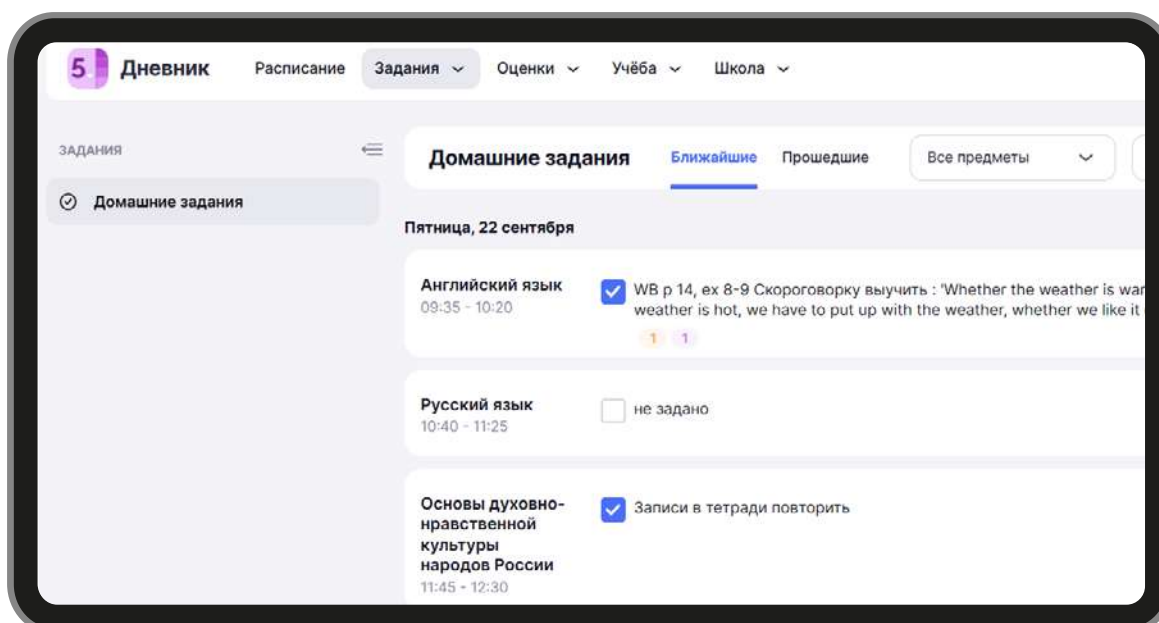 5 Дневник Расписание Задания Оценки Учёба Школа
ЗАДАНИЯ
Домашние задания
Домашние задания Ближайшие Прошедшие Все предметы
Пятница, 22 сентября
Английский язык
09:35 - 10:20
WB p 14, ex 8-9 Скороговорку выучить : 'Whether the weather is
weather is hot, we have to put up with the weather, whether we like it
1 1
Русский язык
10:40 - 11:25
не задано
Основы духовно-
нравственной
культуры
народов России
11:45 - 12:30
Записи в тетради повторить